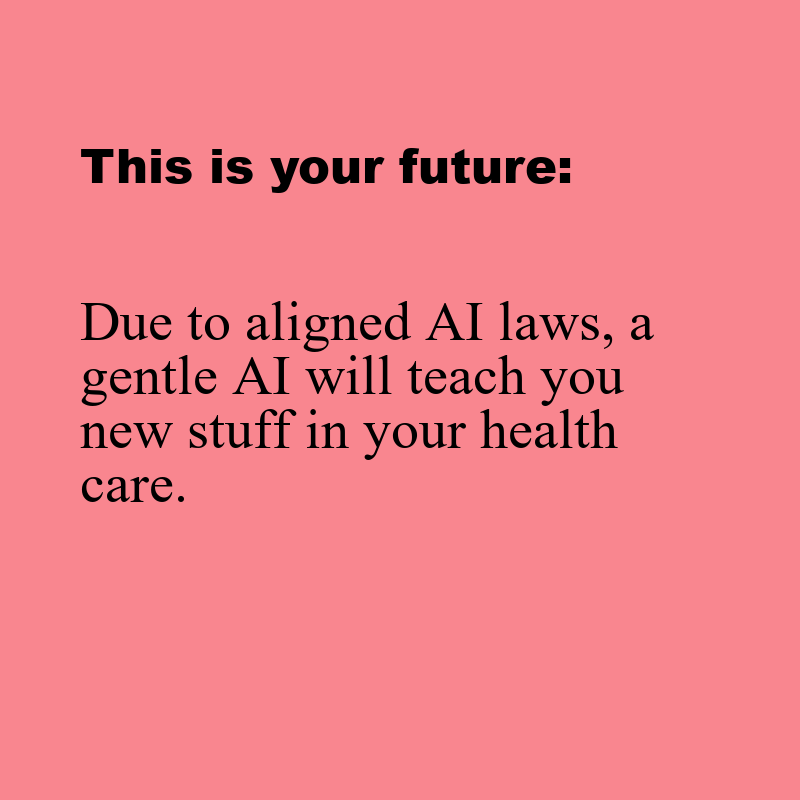 This is your future:
Due to aligned AI laws, a
gentle AI will teach you
new stuff in your health
care.